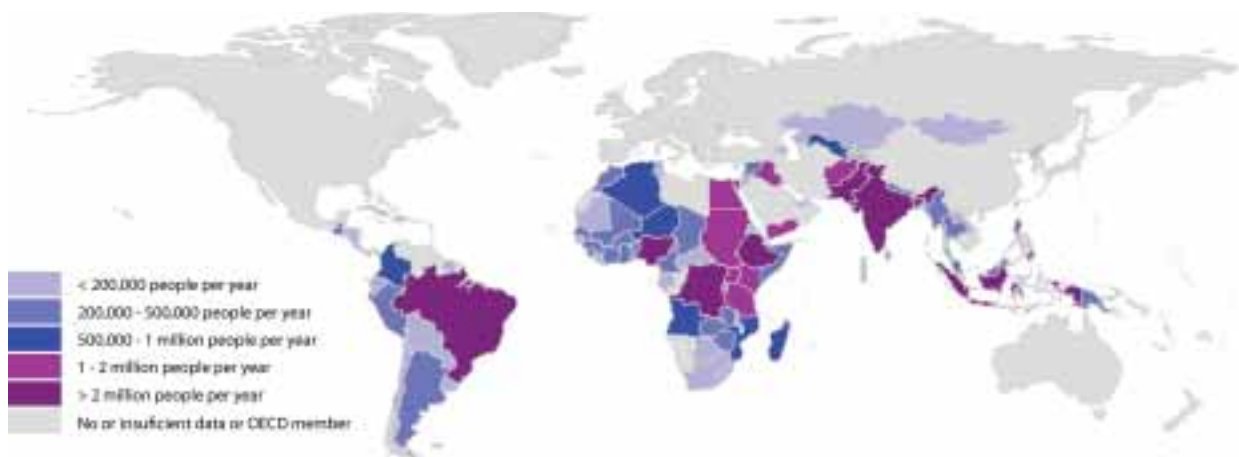 < 200.000 people per year
200.000 - 500.000 people per year
500.000 - 1 million people per year
1 - 2 million people per year
> 2 million people per year
No or insuficient data or OECD member